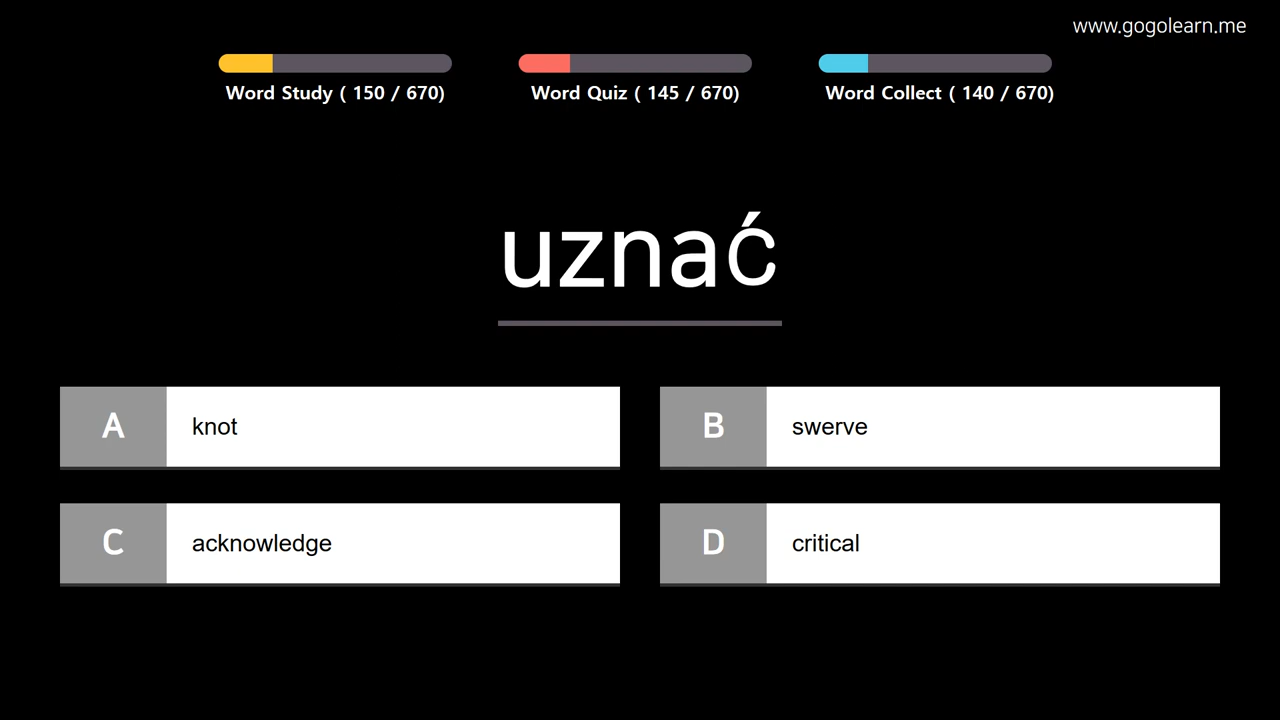 www.gogolearn.me
Word Study ( 150 / 670)
Word Quiz ( 145 / 670)
Word Collect ( 140 / 670)
uznać
A knot
B swerve
C acknowledge
D critical